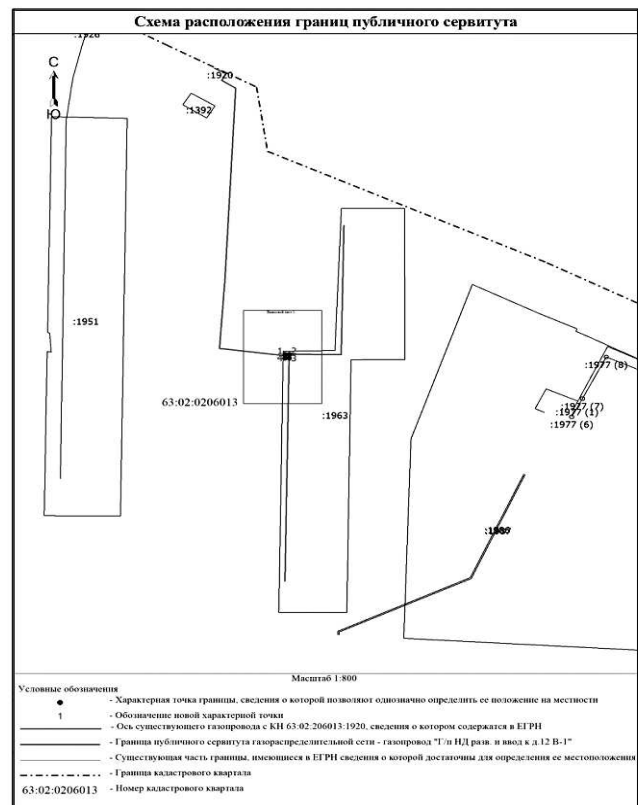 Схема расположения границ публичного сервитута
:1928
С
Ю
:1920
:1392
:1951
1 2
4 3
63:02:0206013
:1963
:1977 (8)
:1977 (7)
:1977 (1)
:1977 (6)
Масштаб 1:800
Условные обозначения
- Характерная точка границы, сведения о которой позволяют однозначно определить ее положение на местности
1 - Обозначение новой характерной точки
- Ось существующего газопровода с КН 63:02:206013:1920, сведения о котором содержатся в ЕГРН
- Граница публичного сервитута газораспределительной сети - газопровод "Г/п НД разв. и ввод к д.12 В-1"
- Существующая часть границы, имеющиеся в ЕГРН сведения о которой достаточны для определения ее местоположения
- Граница кадастрового квартала
63:02:0206013 - Номер кадастрового квартала